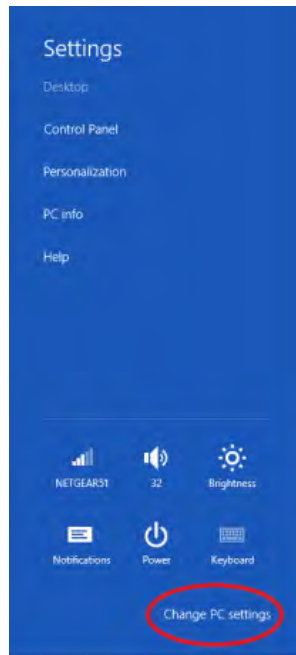 Settings
Desktop
Control Panel
Personalization
PC info
Help
NETGEAR51 32 Brightness
Notifications Power Keyboard
Change PC settings